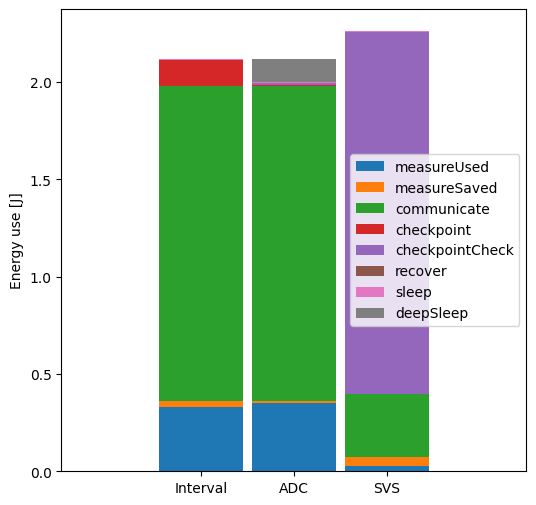 Energy use [J]
2.0
1.5
1.0
0.5
0.0
Interval
ADC
SVS
measureUsed
measureSaved
communicate
checkpoint
checkpointCheck
recover
sleep
deepSleep